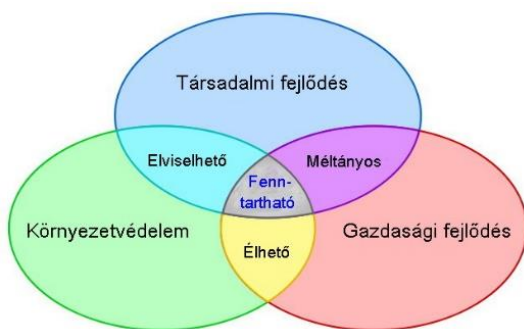 Társadalmi fejlődés
Elviselhető
Méltányos
Fenn-
tartható
Környezetvédelem
Gazdasági fejlődés
Élhető